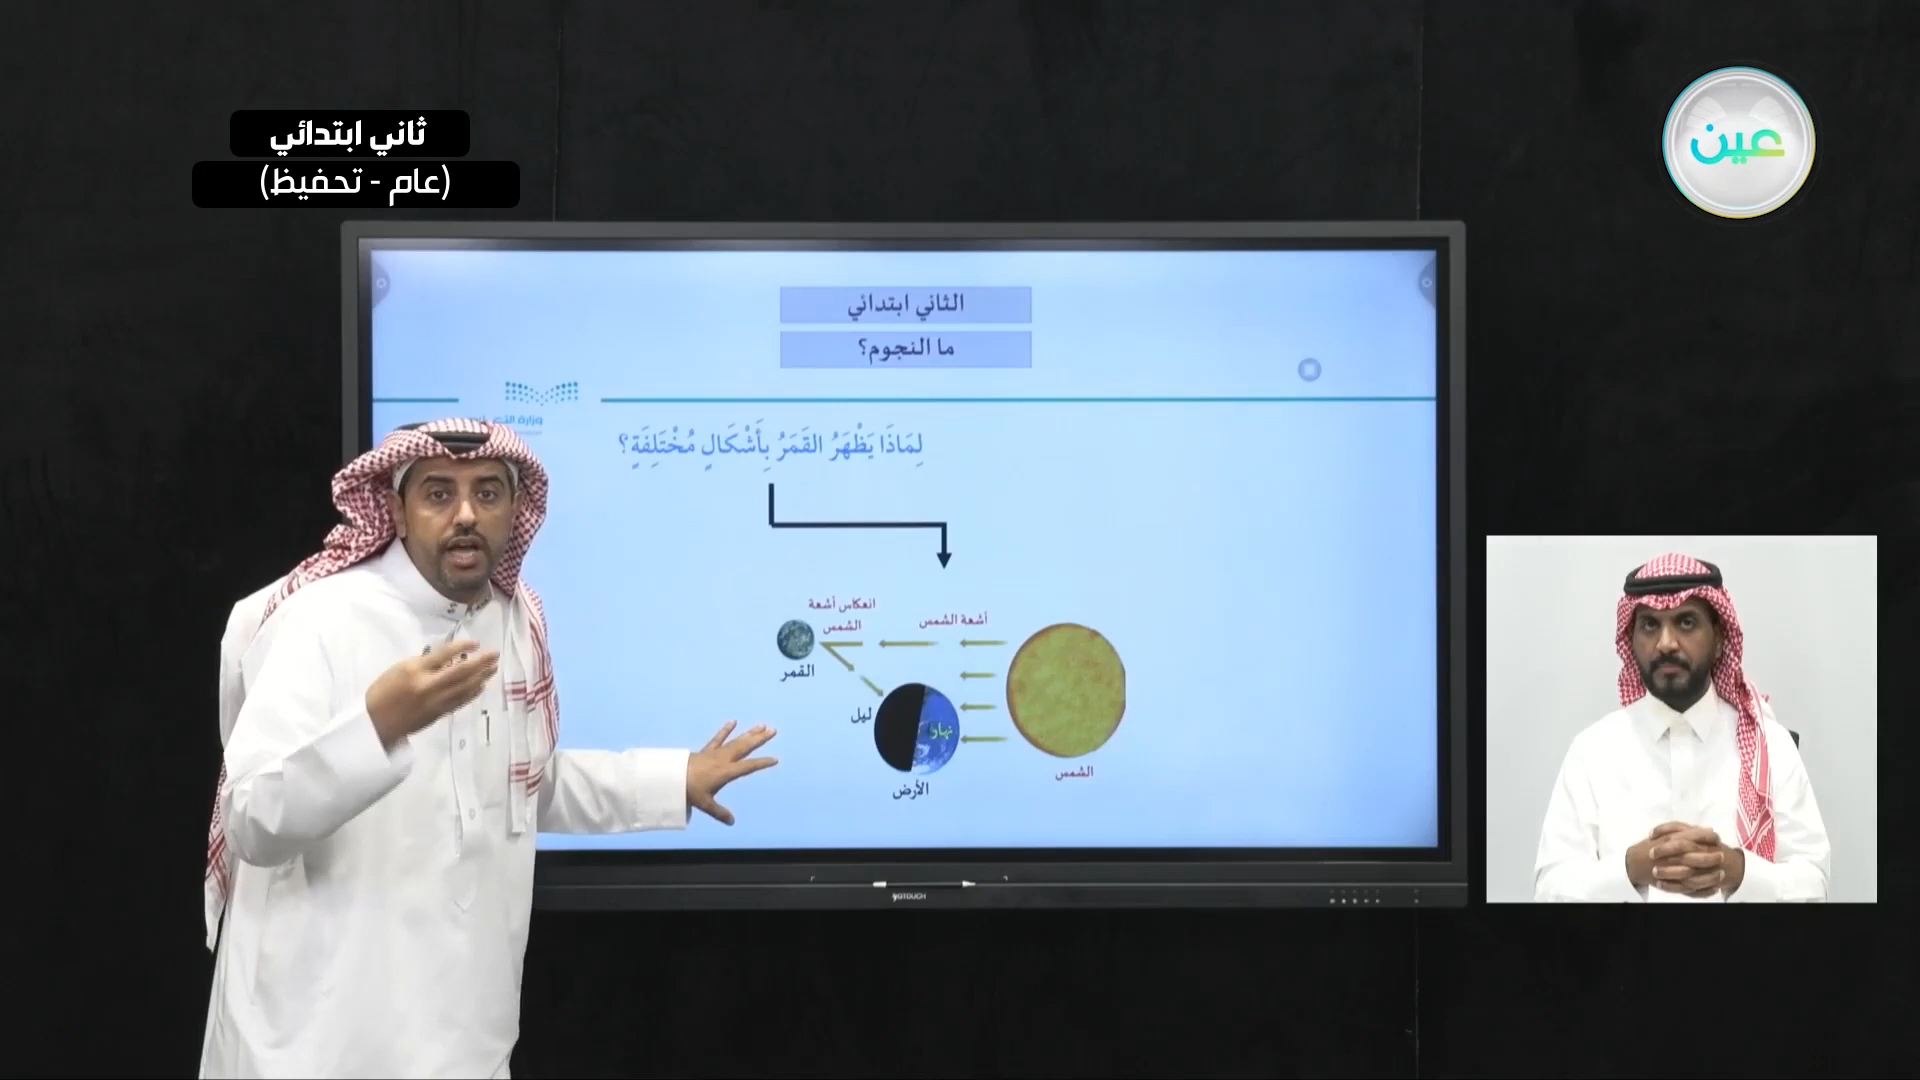 ثاني ابتدائي
(عام - تحفيظ)
عين
الثاني ابتدائي
ما النجوم؟
لِمَاذَا يَظْهَرُ القَمَرُ بِأَشْكَالٍ مُخْتَلِفَةٍ؟
أشعة الشمس
انعكاس أشعة
الشمس
القمر
ليل
نهار
الأرض
الشمس